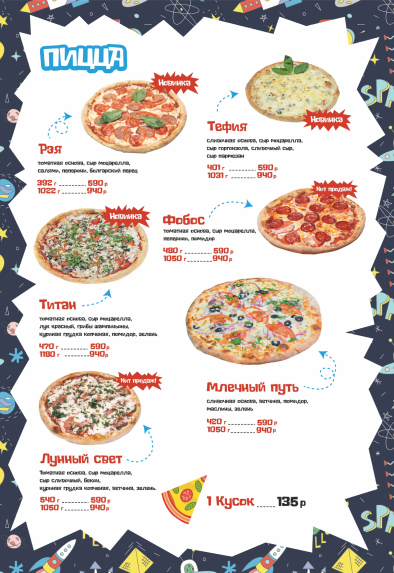 ПИЦЦА
Новинка
Рэя
томатная основа, сыр моцарелла,
салями, пеперони, болгарский перец
392 г 590 р
1022 г 940 р
Тефия
Новинка
сливочная основа, сыр моцарелла,
сыр горгонзола, сливочный сыр,
сыр пармезан
401 г 590 р
1031 г 940 р
Новинка
Титан
томатная основа, сыр моцарелла,
лук красный, грибы шампиньоны,
куриная грудка копченая, помидор, зелень
470 г 590 р
1180 г 940 р
Хит продаж!
Фобос
томатная основа, сыр моцарелла,
пеперони, помидор
480 г 590 р
1050 г 940 р
Млечный путь
сливочная основа, ветчина, помидор,
маслины, зелень
420 г 590 р
1050 г 940 р
Хит продаж!
Лунный свет
Томатная основа, сыр моцарелла,
сыр сливочный, бекон,
куриная грудка копченая, ветчина, зелень.
540 г 590 р
1050 г 940 р
1 Кусок 135 р